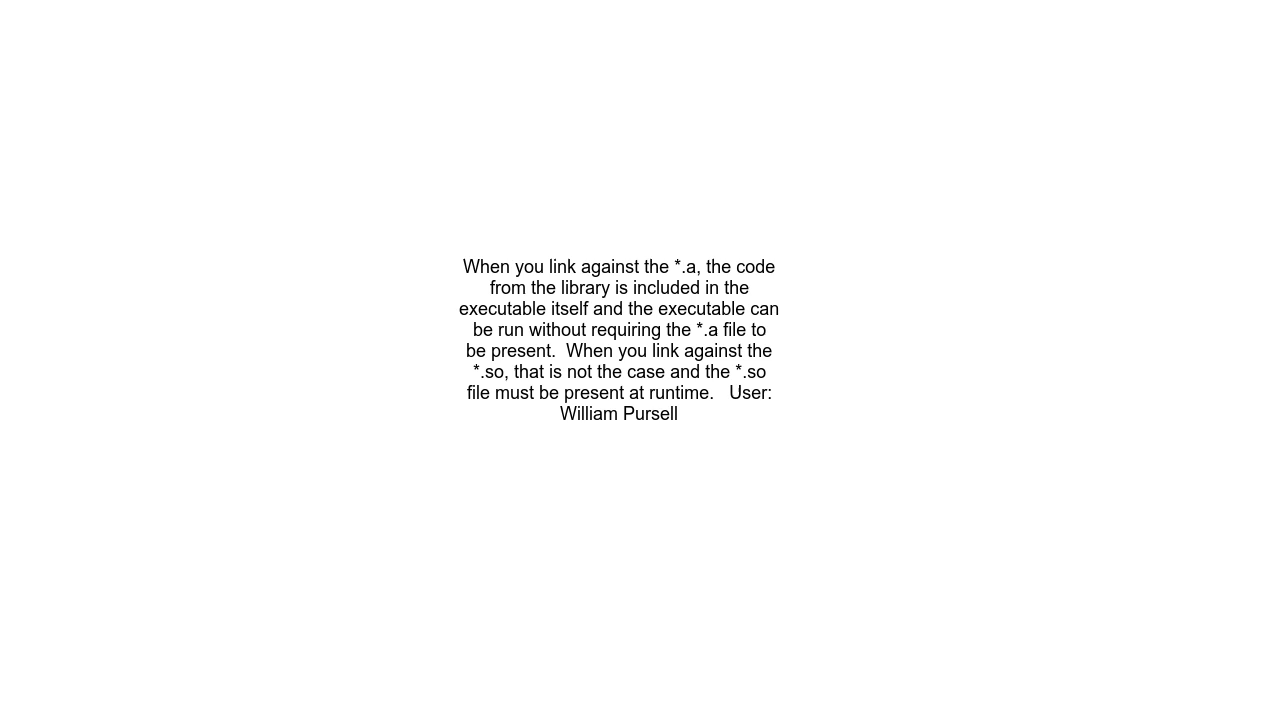 When you link against the *.a, the code
from the library is included in the
executable itself and the executable can
be run without requiring the *.a file to
be present.  When you link against the
*.so, that is not the case and the *.so
file must be present at runtime.   User:
William Pursell